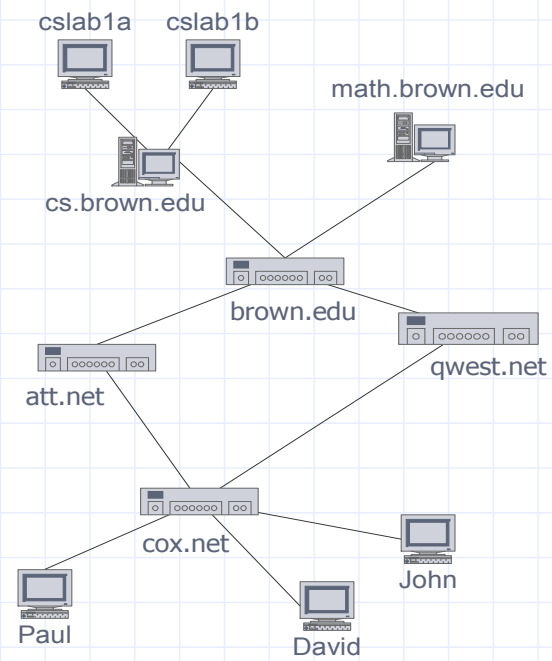 cslab1a cslab1b
math.brown.edu
cs.brown.edu
brown.edu
qwest.net
att.net
cox.net
John
Paul
David